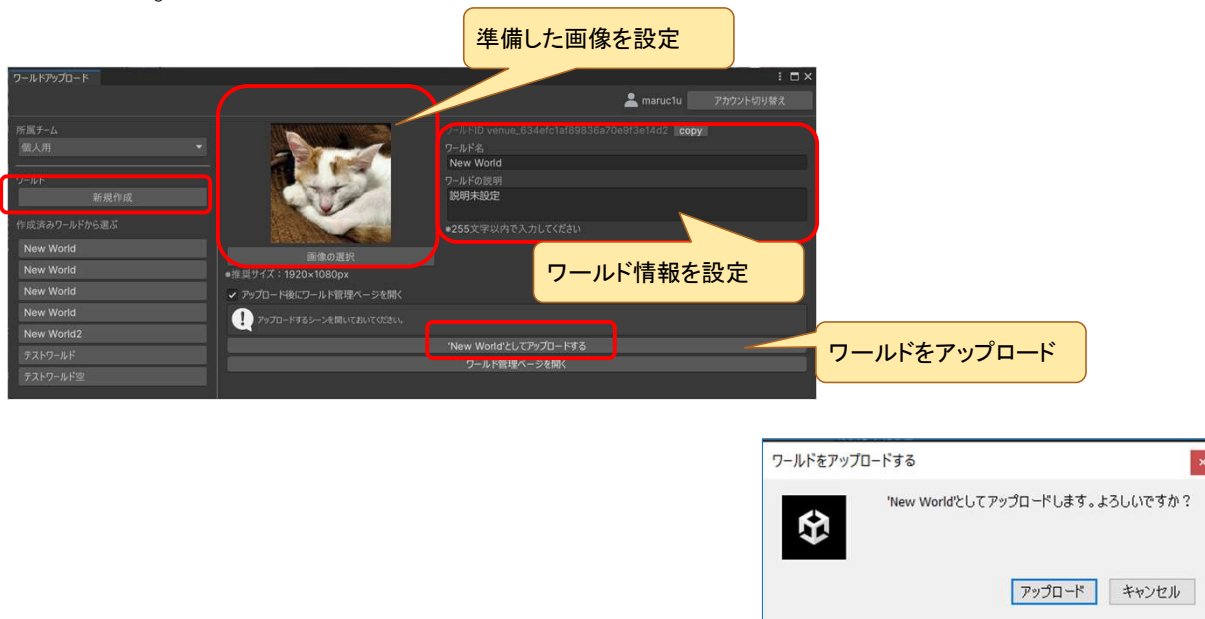 準備した画像を設定
ワールドアップロード
maruc1u
アカウント切り替え
所属チーム
個人用
ワールド
新規作成
作成済みワールドから選ぶ
New World
New World
New World
New World
New World2
テストワールド
テストワールド空
画像の選択
※推奨サイズ：1920×1080px
ワールドID venue_634efc1af89836a70e9f3e14d2 copy
ワールド名
New World
ワールドの説明
説明未設定
※255文字以内で入力してください
ワールド情報を設定
アップロード後にワールド管理ページを開く
アップロードするシーンを開いておいてください。
'New World'としてアップロードする
ワールド管理ページを開く
ワールドをアップロード
ワールドをアップロードする
'New World'としてアップロードします。よろしいですか？
アップロード
キャンセル